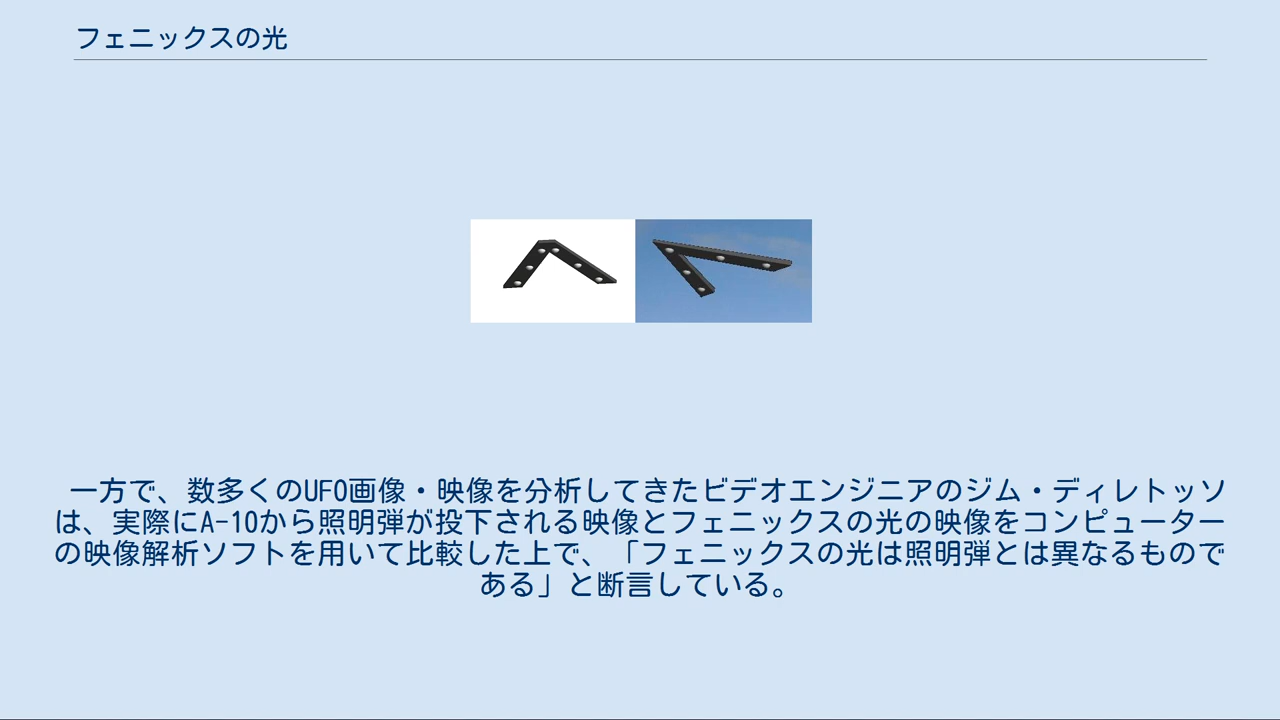 フェニックスの光
一方で、数多くのUFO画像・映像を分析してきたビデオエンジニアのジム・ディレトッソ
は、実際にA-10から照明弾が投下される映像とフェニックスの光の映像をコンピューター
の映像解析ソフトを用いて比較した上で、「フェニックスの光は照明弾とは異なるもので
ある」と断言している。